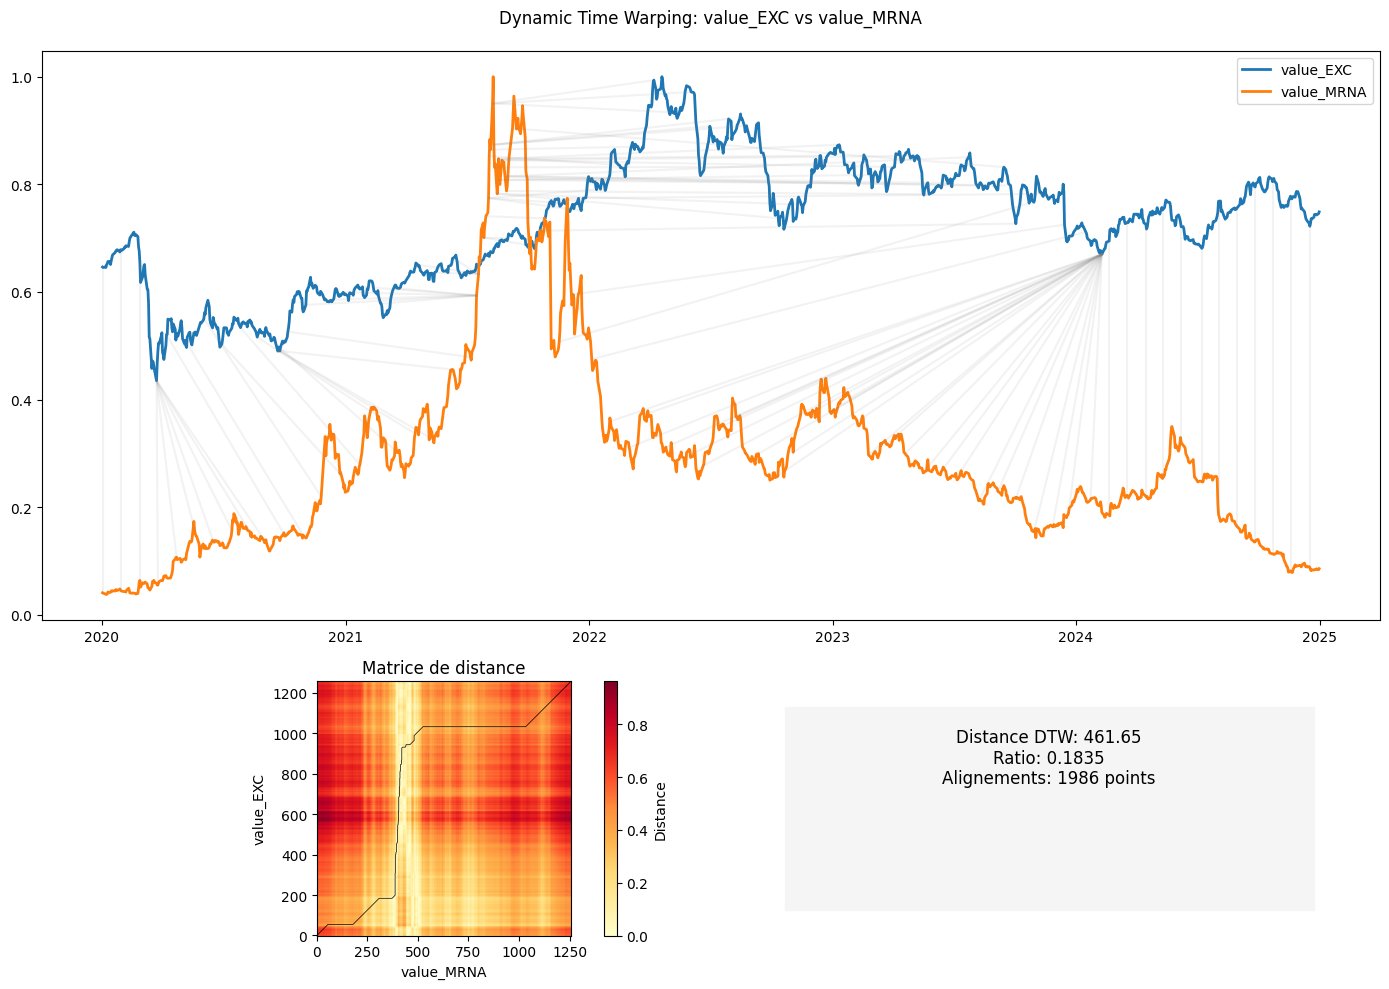 Dynamic Time Warping: value_EXC vs value_MRNA
value_EXC
value_MRNA
1.0
0.8
0.6
0.4
0.2
0.0
2020 2021 2022 2023 2024 2025
Matrice de distance
value_EXC
1200
1000
800
600
400
200
0
0 250 500 750 1000 1250
value_MRNA
0.8
0.6
0.4
0.2
0.0
Distance
Distance DTW: 461.65
Ratio: 0.1835
Alignements: 1986 points